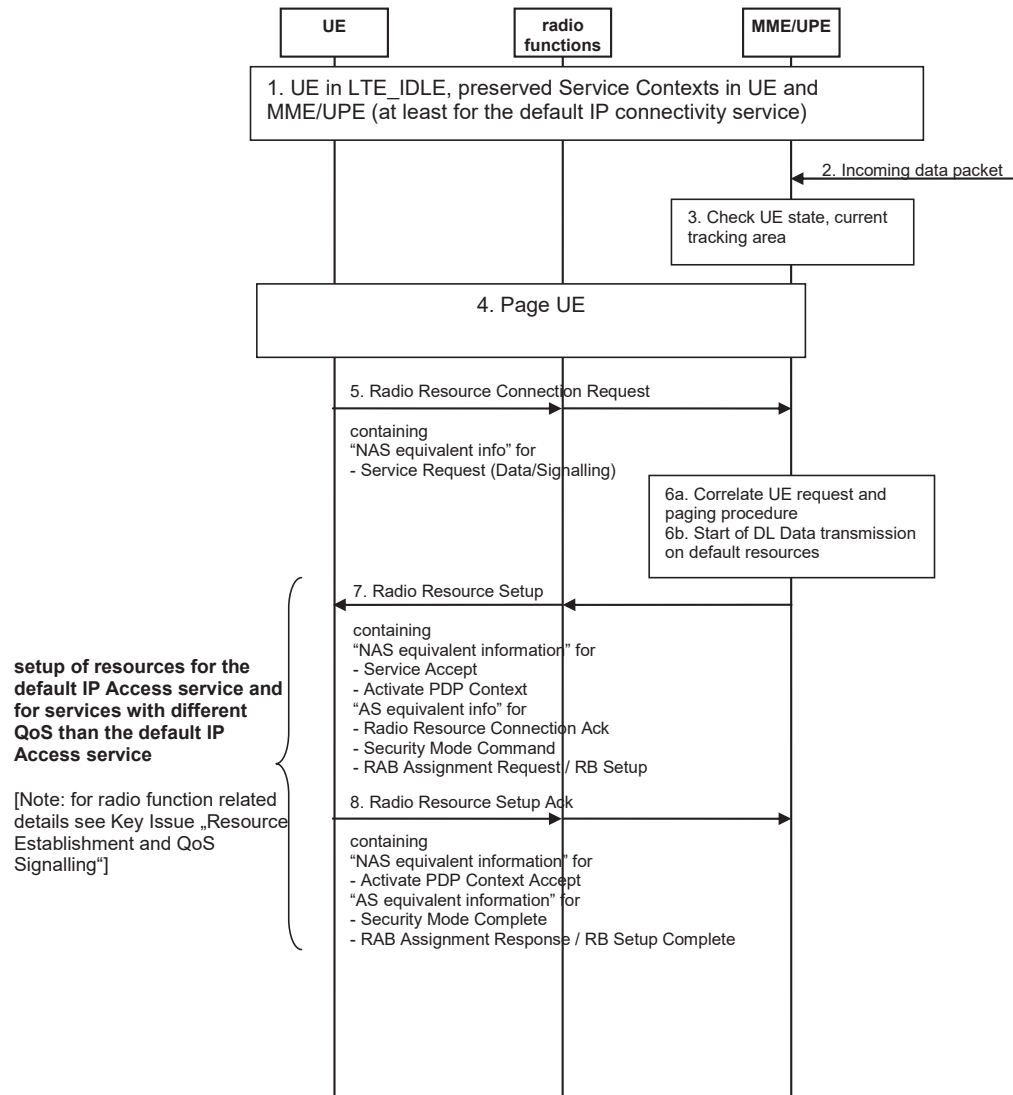 UE
radio
functions
MME/UPE
1. UE in LTE_IDLE, preserved Service Contexts in UE and
MME/UPE (at least for the default IP connectivity service)
2. Incoming data packet
3. Check UE state, current
tracking area
4. Page UE
5. Radio Resource Connection Request
containing
“NAS equivalent info” for
- Service Request (Data/Signalling)
6a. Correlate UE request and
paging procedure
6b. Start of DL Data transmission
on default resources
7. Radio Resource Setup
containing
“NAS equivalent information” for
- Service Accept
- Activate PDP Context
“AS equivalent info” for
- Radio Resource Connection Ack
- Security Mode Command
- RAB Assignment Request / RB Setup
setup of resources for the
default IP Access service and
for services with different
QoS than the default IP
Access service
[Note: for radio function related
details see Key Issue „Resource
Establishment and QoS
Signalling“]
8. Radio Resource Setup Ack
containing
“NAS equivalent information” for
- Activate PDP Context Accept
“AS equivalent information” for
- Security Mode Complete
- RAB Assignment Response / RB Setup Complete